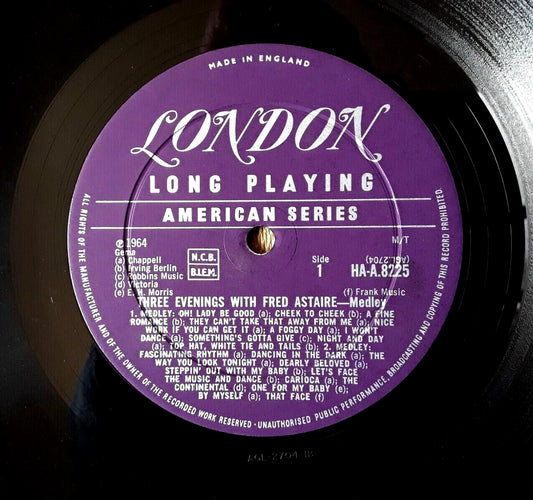 MADE IN ENGLAND
LONDON
LONG PLAYING
AMERICAN SERIES
℗ 1964
Gema
(a) Chappell
(b) Irving Berlin
(c) Robbins Music
(d) Victoria
(e) E. H. Morris
N.C.B.
B.I.E.M.
Side
1
M/T
(AGL.2704)
HA-A.8225
(f) Frank Music
THREE EVENINGS WITH FRED ASTAIRE—Medley
1. MEDLEY: OH! LADY BE GOOD (a); CHEEK TO CHEEK (b); A FINE
ROMANCE (b); THEY CAN'T TAKE THAT AWAY FROM ME (a); NICE
WORK IF YOU CAN GET IT (a); A FOGGY DAY (a); I WON'T
DANCE (a); SOMETHING'S GOTTA GIVE (c); NIGHT AND DAY
(a); TOP HAT, WHITE TIE AND TAILS (b) 2. MEDLEY:
FASCINATING RHYTHM (a); DANCING IN THE DARK (a); THE
WAY YOU LOOK TONIGHT (a); DEARLY BELOVED (a);
STEPPIN' OUT WITH MY BABY (b); LET'S FACE
THE MUSIC AND DANCE (b); CARIOCA (a); THE
CONTINENTAL (d); ONE FOR MY BABY (e);
BY MYSELF (a); THAT FACE (f)
ALL RIGHTS OF THE MANUFACTURER AND OF THE OWNER OF THE RECORDED WORK RESERVED · UNAUTHORISED PUBLIC PERFORMANCE, BROADCASTING AND COPYING OF THIS RECORD PROHIBITED.
AGL-2704 1B